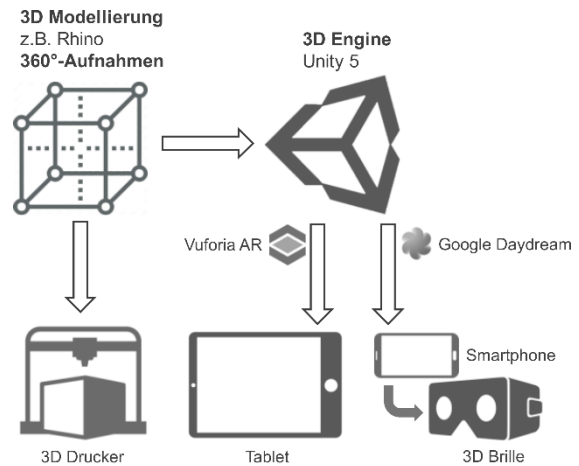 3D Modellierung
z.B. Rhino
360°-Aufnahmen
3D Engine
Unity 5
Vuforia AR
Google Daydream
Smartphone
3D Drucker
Tablet
3D Brille